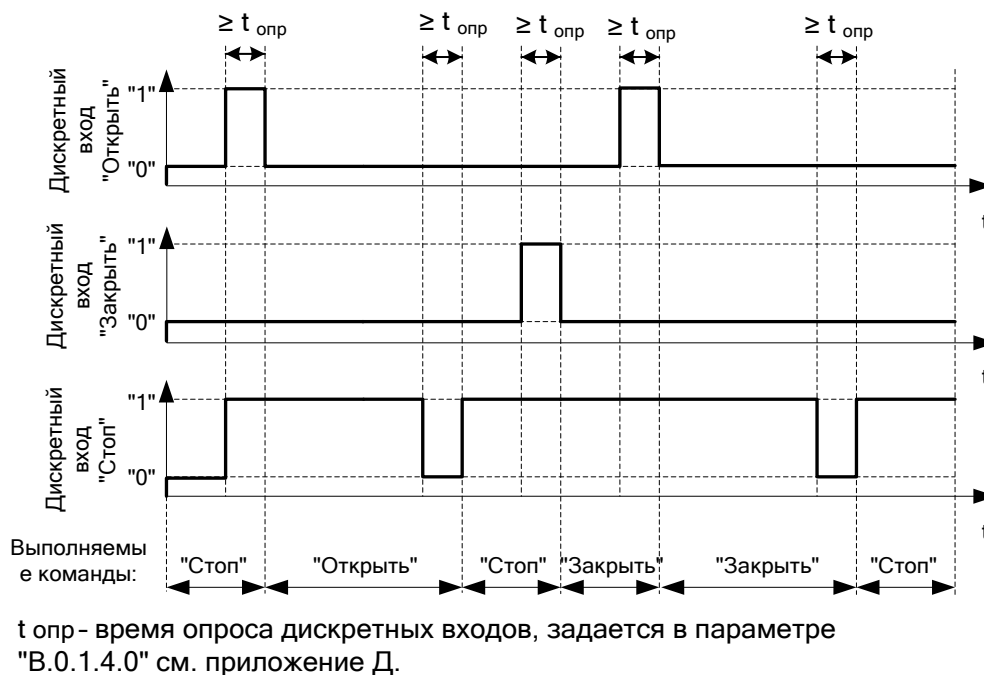 ≥ t опр ≥ t опр ≥ t опр ≥ t опр ≥ t опр
Дискретный
вход
"Открыть"
"1"
"0"
t
Дискретный
вход
"Закрыть"
"1"
"0"
t
Дискретный
вход
"Стоп"
"1"
"0"
t
Выполняемы
е команды:
"Стоп" "Открыть" "Стоп" "Закрыть" "Закрыть" "Стоп"
t опр - время опроса дискретных входов, задается в параметре
"B.0.1.4.0" см. приложение Д.